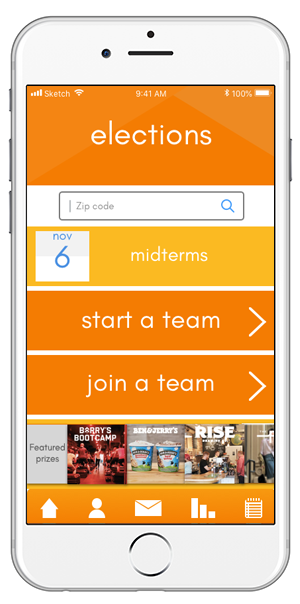 Sketch 9:41 AM 100%
elections
Zip code
nov
6
midterms
start a team
join a team
Featured
prizes
BARRY'S
BOOTCAMP
BEN&JERRY'S
RISE